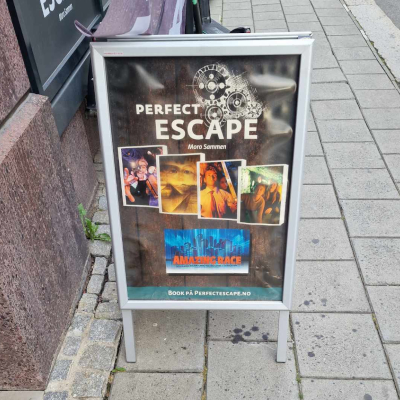 PERFECT
ESCAPE
Moro Sammen
AMAZING RACE
BOOK PÅ PERFECTESCAPE.NO